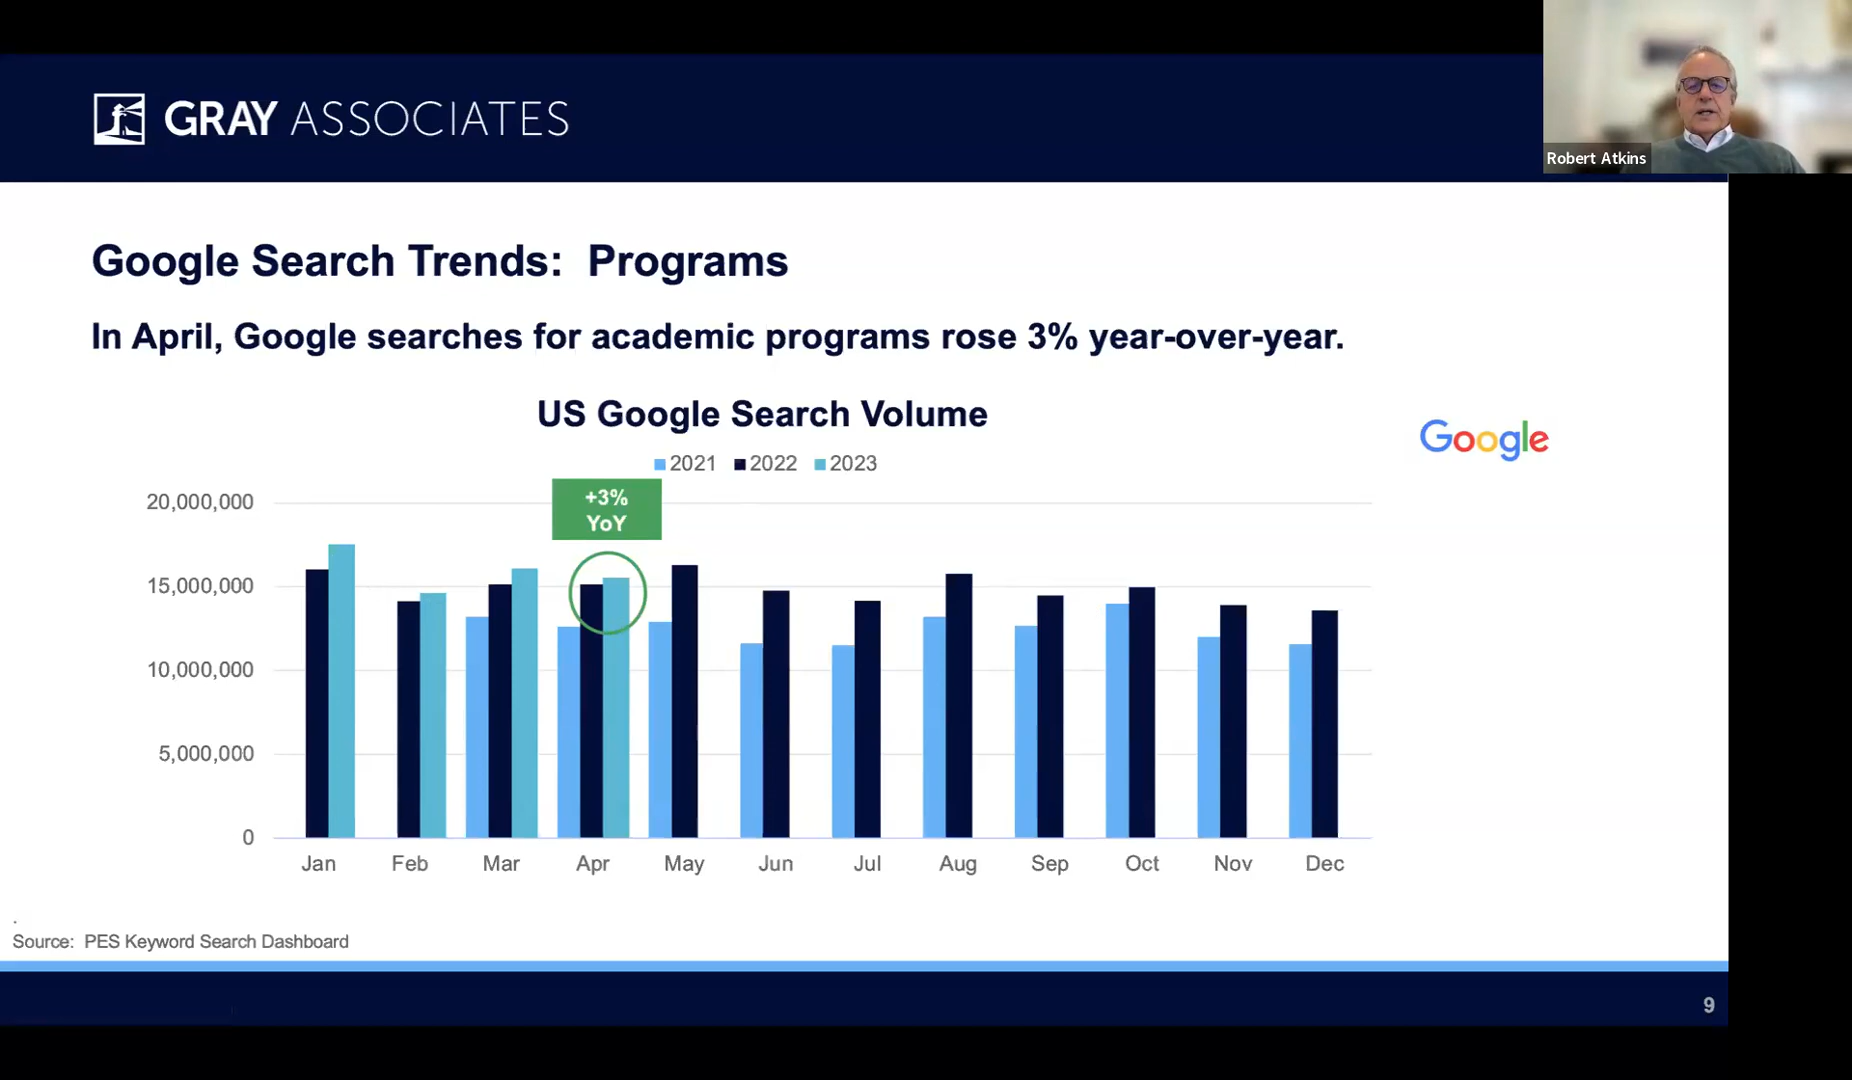 GRAY ASSOCIATES
Robert Atkins
Google Search Trends: Programs
In April, Google searches for academic programs rose 3% year-over-year.
US Google Search Volume
Google
2021 2022 2023
+3%
YoY
20,000,000
15,000,000
10,000,000
5,000,000
0
Jan Feb Mar Apr May Jun Jul Aug Sep Oct Nov Dec
.
Source: PES Keyword Search Dashboard
9